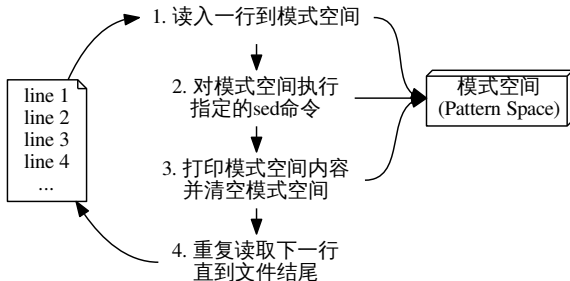 1. 读入一行到模式空间
2. 对模式空间执行
指定的sed命令
3. 打印模式空间内容
并清空模式空间
4. 重复读取下一行
直到文件结尾
line 1
line 2
line 3
line 4
...
模式空间
(Pattern Space)